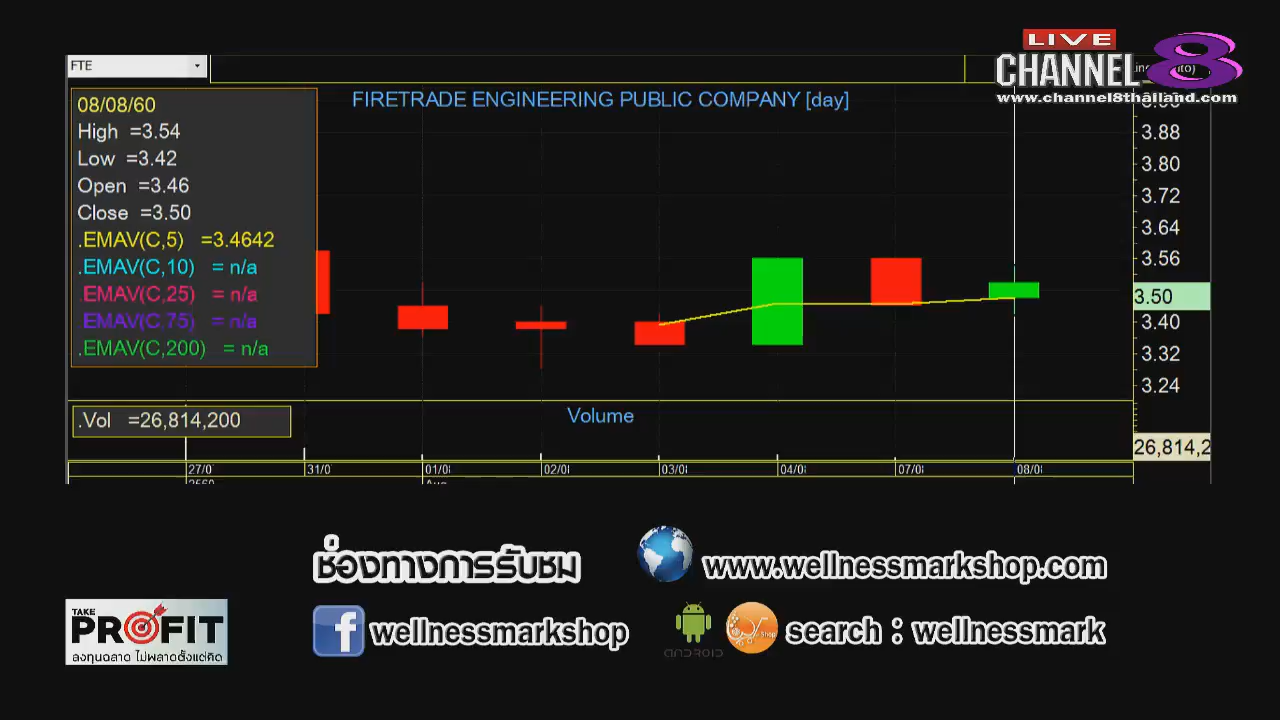 LIVE
CHANNEL 8
www.channel8thailand.com
FTE
FIRETRADE ENGINEERING PUBLIC COMPANY [day]
08/08/60
High =3.54
Low =3.42
Open =3.46
Close =3.50
.EMAV(C,5) =3.4642
.EMAV(C,10) = n/a
.EMAV(C,25) = n/a
.EMAV(C,75) = n/a
.EMAV(C,200) = n/a
3.88
3.80
3.72
3.64
3.56
3.50
3.40
3.32
3.24
.Vol =26,814,200
Volume
26,814,2
27/0 31/0 01/0 02/0 03/0 04/0 07/0 08/0
2560
ช่องทางการรับชม
www.wellnessmarkshop.com
TAKE
PROFIT
ลงทุนฉลาด ไม่พลาดตั้งแต่คิด
wellnessmarkshop
ANDROID
Shop
search : wellnessmark